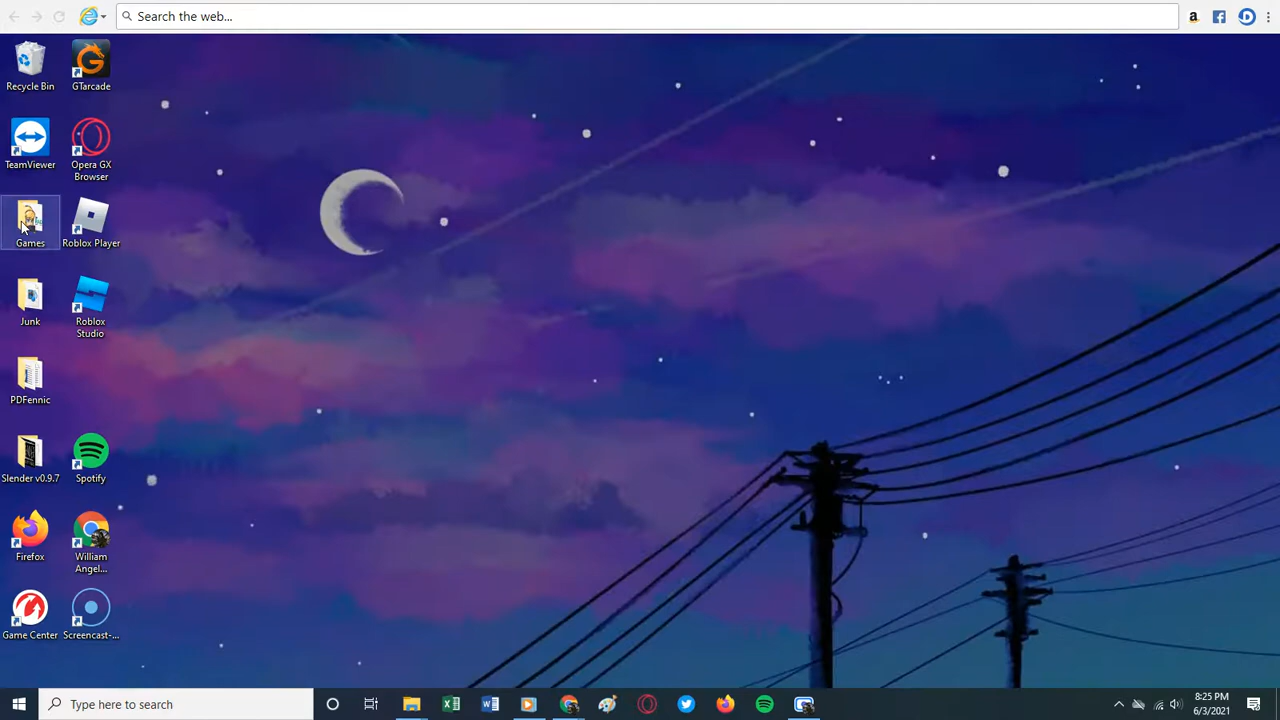 Search the web...
a
Recycle Bin
GTarcade
TeamViewer
Opera GX
Browser
Games
Roblox Player
Junk
Roblox
Studio
PDFennic
Slender v0.9.7
Spotify
Firefox
William
Angel...
Game Center
Screencast-...
Type here to search
8:25 PM
6/3/2021